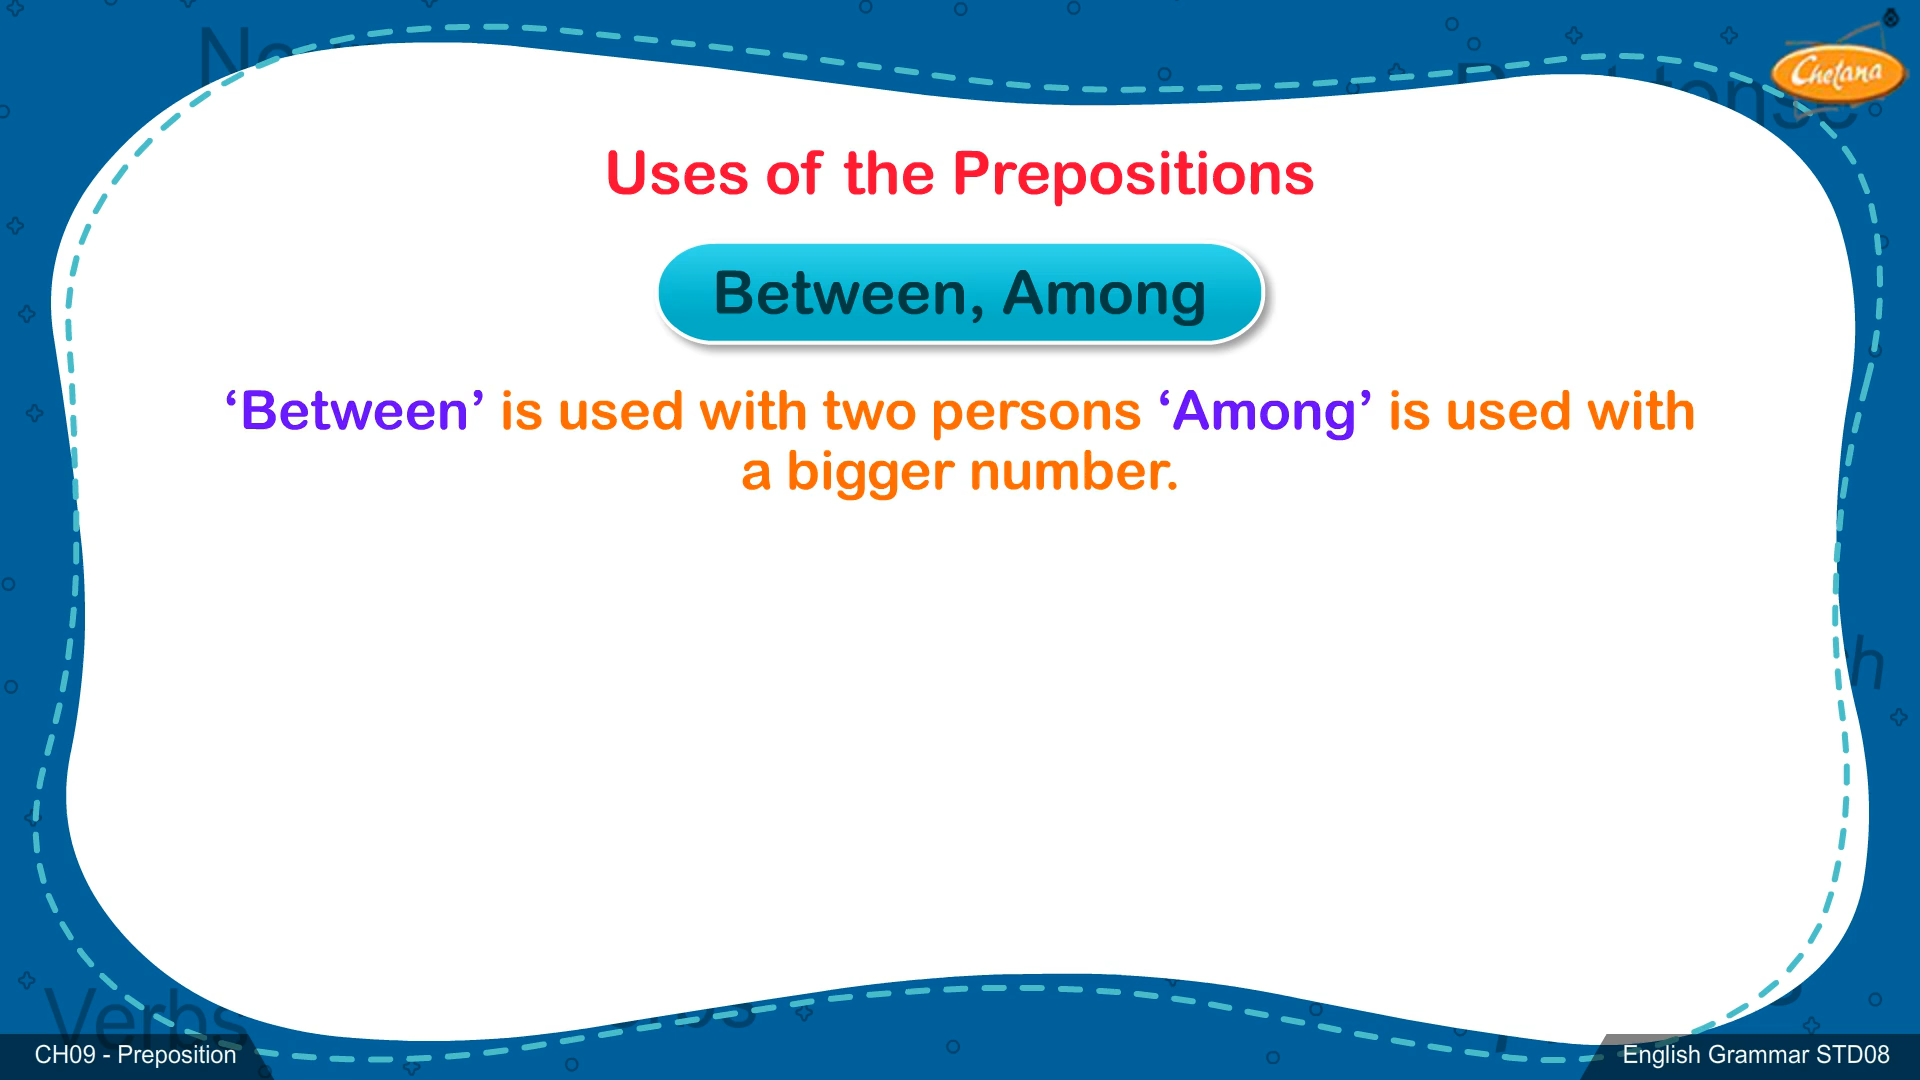 Chetana
Uses of the Prepositions
Between, Among
‘Between’ is used with two persons ‘Among’ is used with
a bigger number.
Verbs
CH09 - Preposition
English Grammar STD08